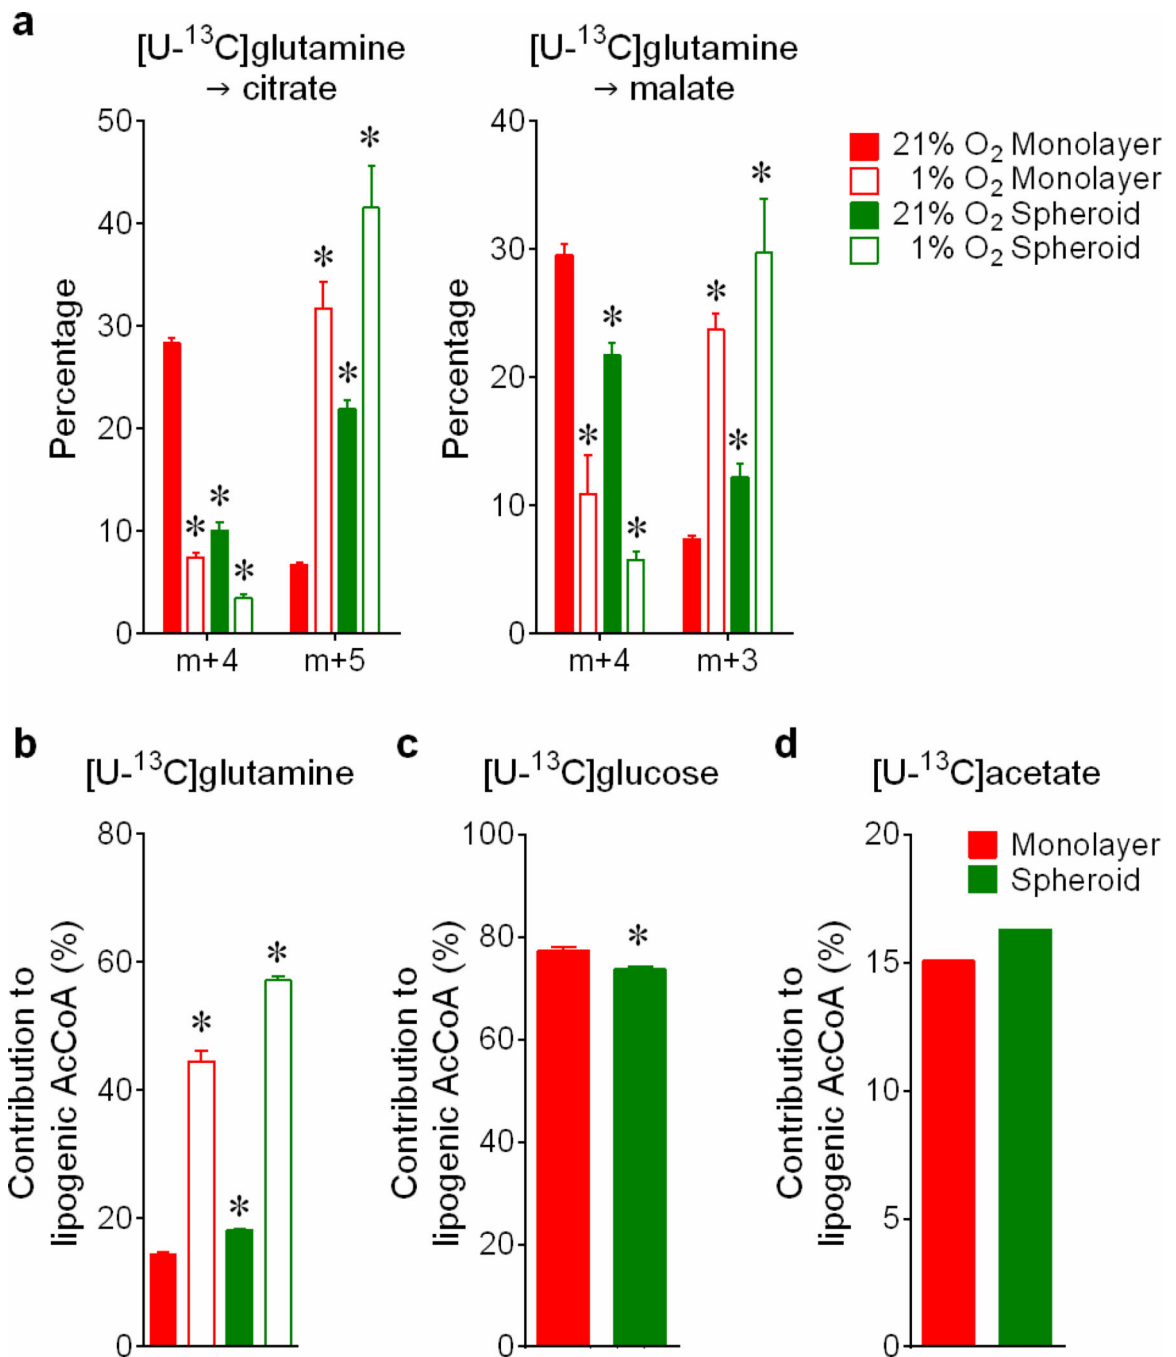 a
[U-¹³C]glutamine
→ citrate
Percentage
50
40
30
20
10
0
* * * * * *
m+4 m+5
[U-¹³C]glutamine
→ malate
Percentage
40
30
20
10
0
* * * * * *
m+4 m+3
21% O₂ Monolayer
1% O₂ Monolayer
21% O₂ Spheroid
1% O₂ Spheroid
b
[U-¹³C]glutamine
Contribution to
lipogenic AcCoA (%)
80
60
40
20
0
* * *
c
[U-¹³C]glucose
Contribution to
lipogenic AcCoA (%)
100
80
60
40
20
0
*
d
[U-¹³C]acetate
Contribution to
lipogenic AcCoA (%)
20
15
10
5
0
Monolayer
Spheroid